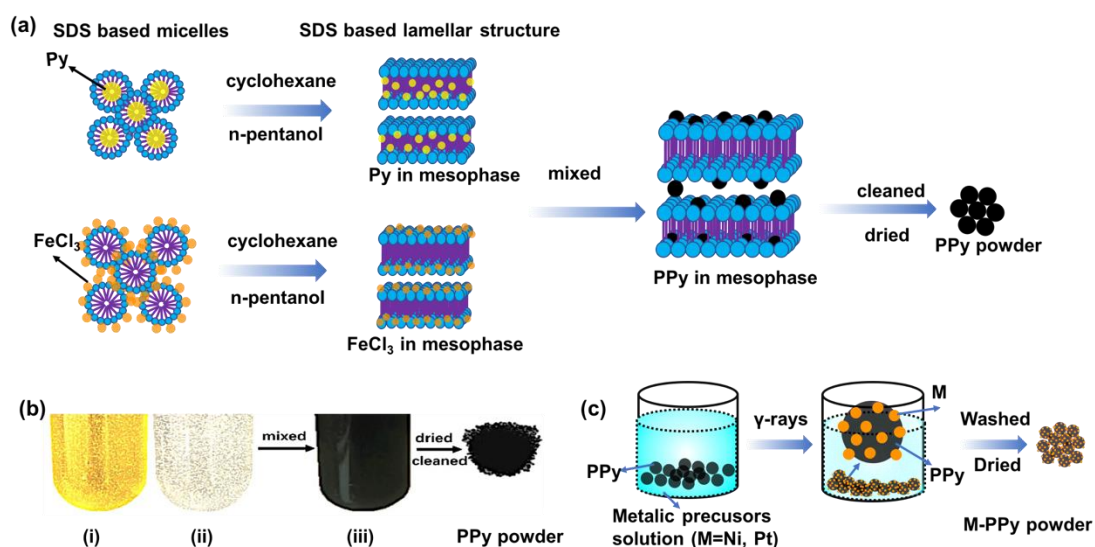 (a)
SDS based micelles
SDS based lamellar structure
Py
cyclohexane
n-pentanol
Py in mesophase
FeCl3
cyclohexane
n-pentanol
FeCl3 in mesophase
mixed
PPy in mesophase
cleaned
dried
PPy powder
(b)
mixed
dried
cleaned
(i)
(ii)
(iii)
PPy powder
(c)
PPy
Metalic precusors
solution (M=Ni, Pt)
γ-rays
M
PPy
Washed
Dried
M-PPy powder